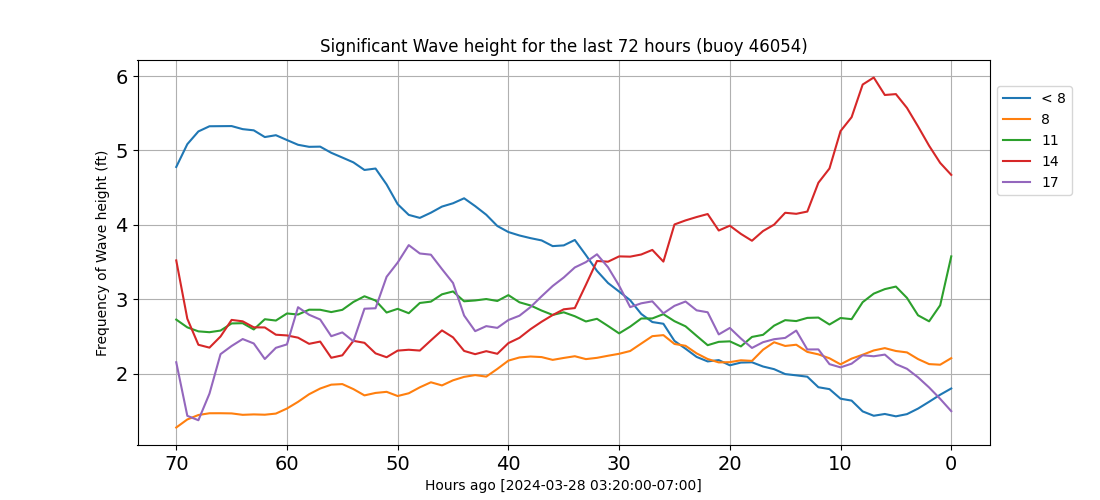 Significant Wave height for the last 72 hours (buoy 46054)
6
5
4
3
2
Frequency of Wave height (ft)
70 60 50 40 30 20 10 0
Hours ago [2024-03-28 03:20:00-07:00]
< 8
8
11
14
17